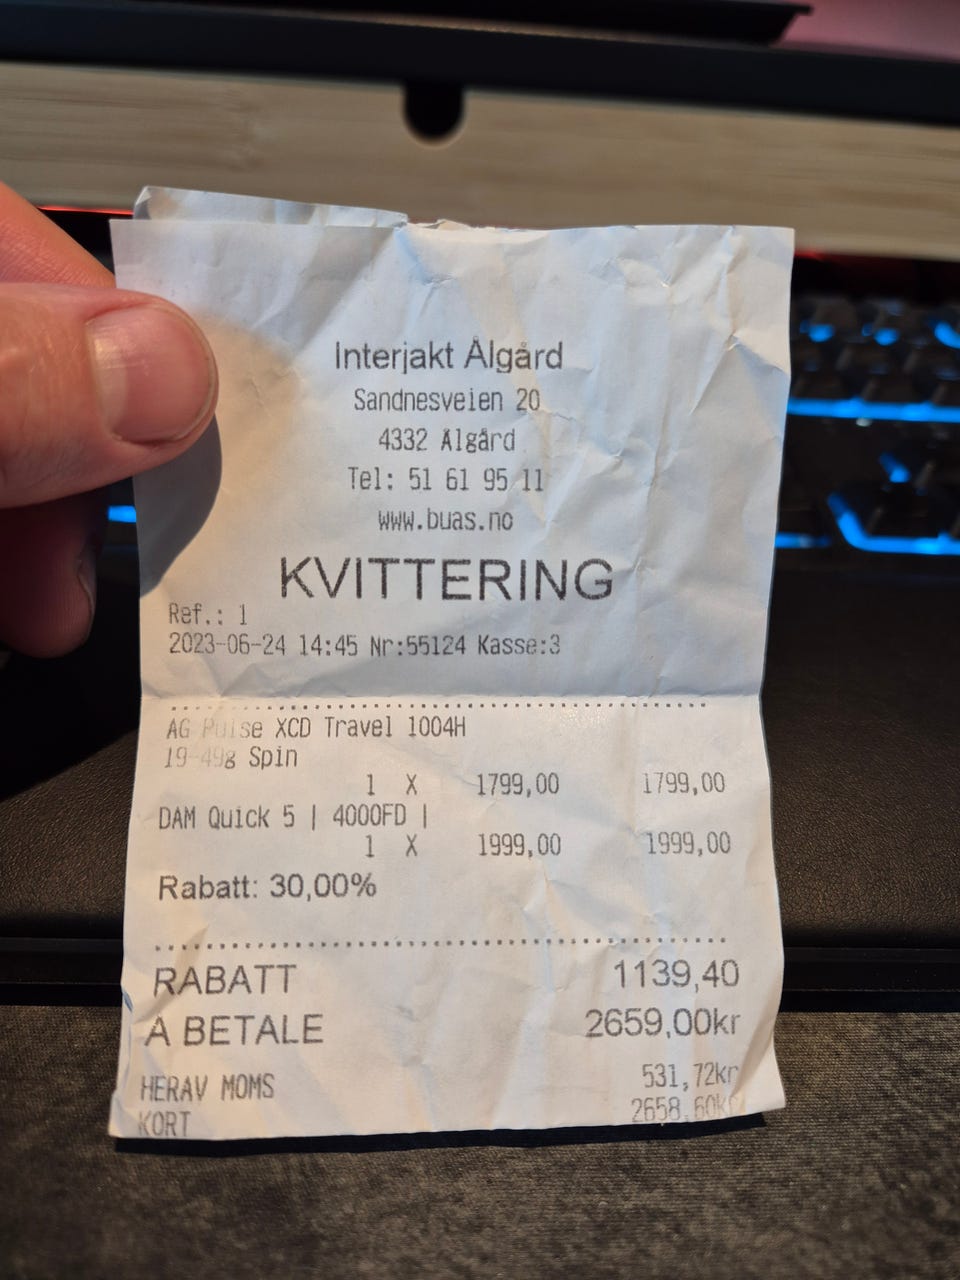 Interjakt Ålgård
Sandnesveien 20
4332 Ålgård
Tel: 51 61 95 11
www.buas.no
KVITTERING
Ref.: 1
2023-06-24 14:45 Nr:55124 Kasse:3
AG Pulse XCD Travel 1004H
19-49g Spin
1 X 1799,00 1799,00
DAM Quick 5 | 4000FD |
1 X 1999,00 1999,00
Rabatt: 30,00%
RABATT 1139,40
Å BETALE 2659,00kr
HERAV MOMS 531,72kr
KORT 2658,60kr